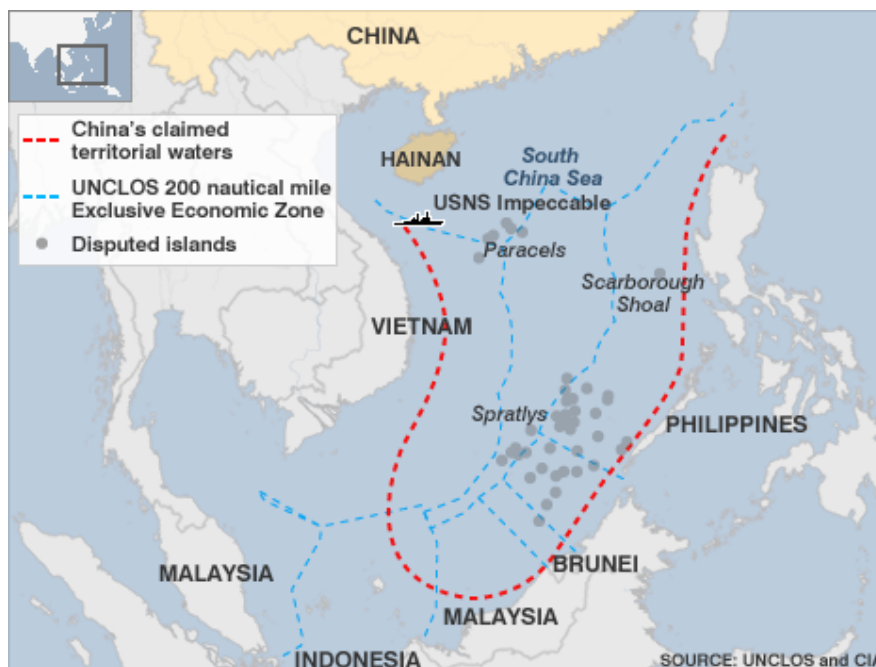 CHINA
China's claimed
territorial waters
UNCLOS 200 nautical mile
Exclusive Economic Zone
Disputed islands
HAINAN
South
China Sea
USNS Impeccable
Paracels
Scarborough
Shoal
VIETNAM
Spratlys
PHILIPPINES
BRUNEI
MALAYSIA
MALAYSIA
INDONESIA
SOURCE: UNCLOS and CIA